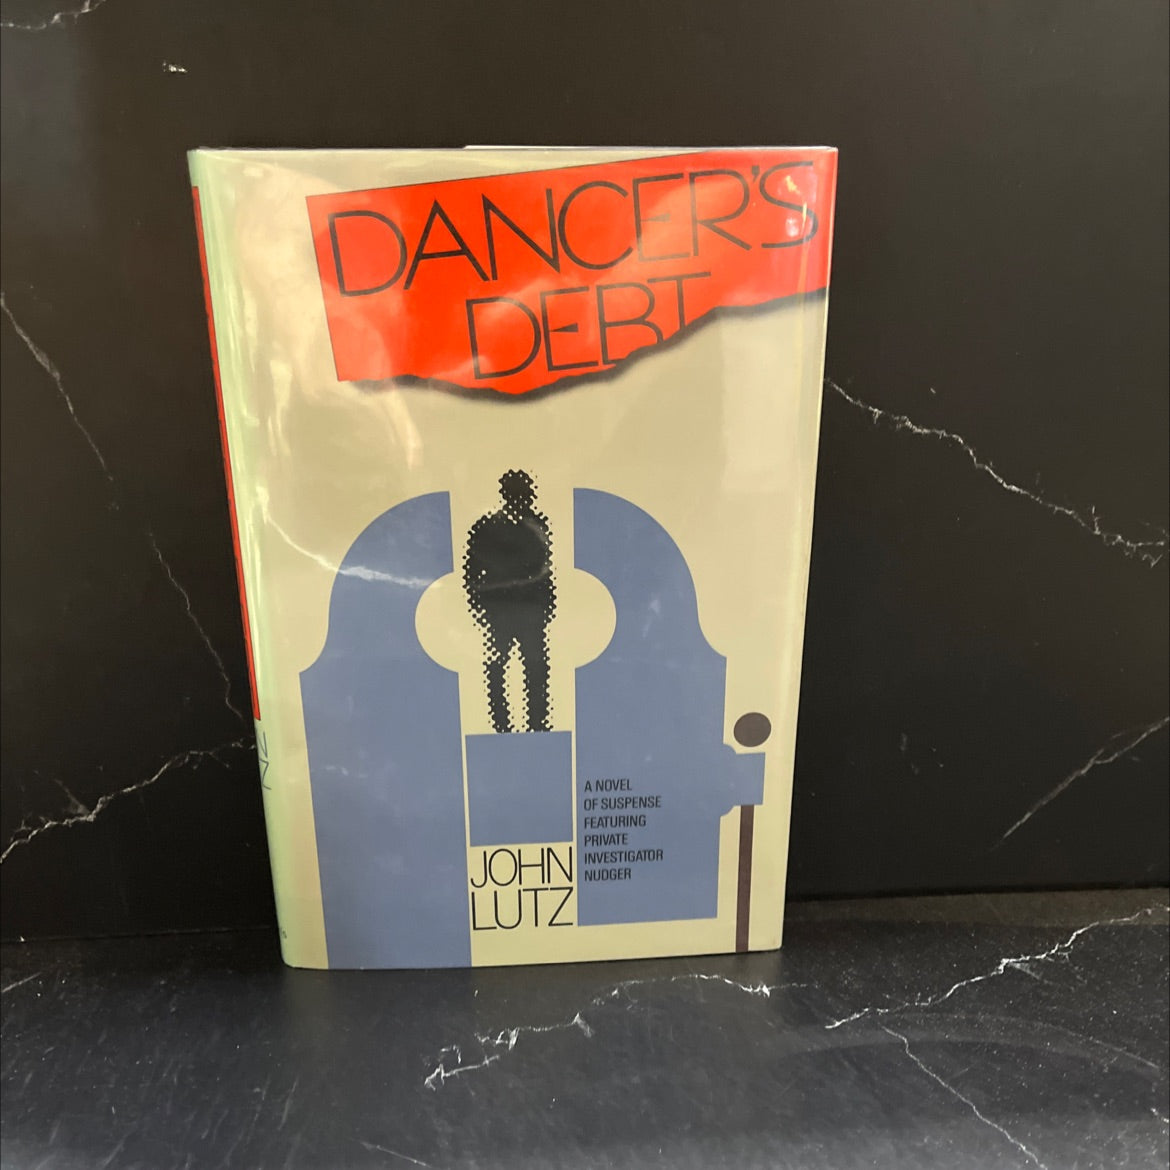 DANCER'S
DEBT
A NOVEL
OF SUSPENSE
FEATURING
PRIVATE
INVESTIGATOR
NUDGER
JOHN
LUTZ